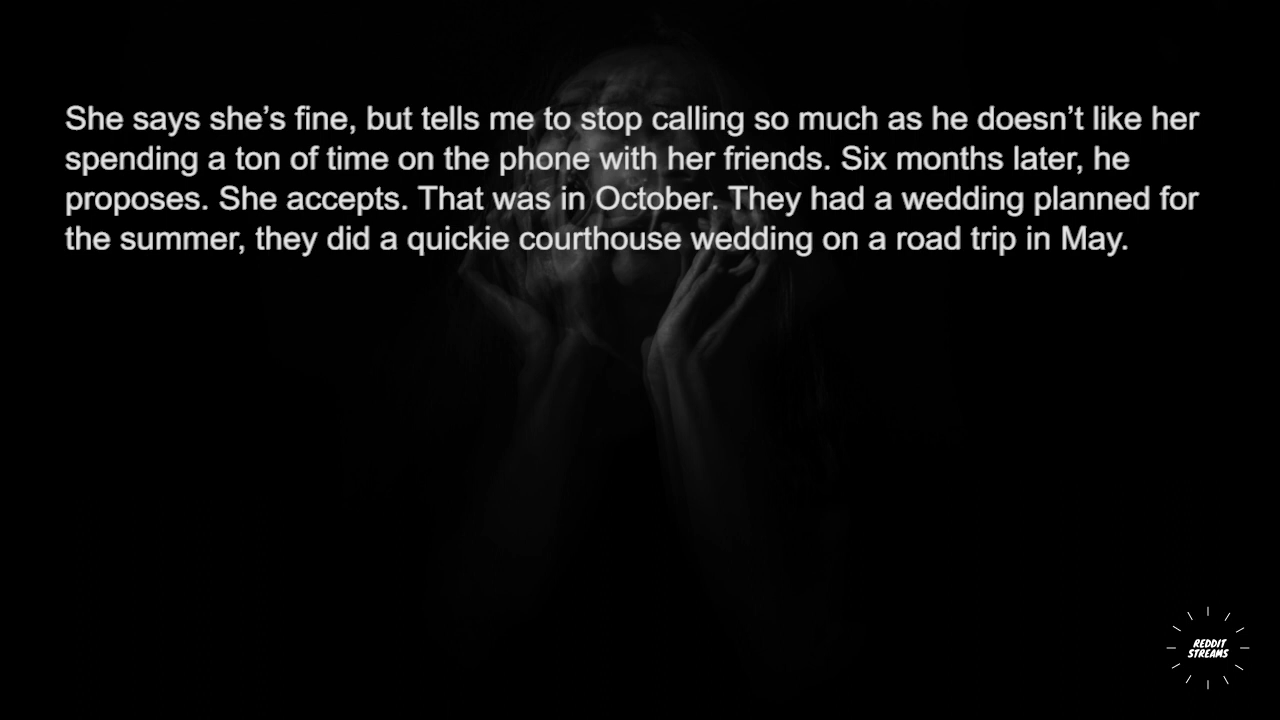 She says she’s fine, but tells me to stop calling so much as he doesn’t like her
spending a ton of time on the phone with her friends. Six months later, he
proposes. She accepts. That was in October. They had a wedding planned for
the summer, they did a quickie courthouse wedding on a road trip in May.
REDDIT
STREAMS